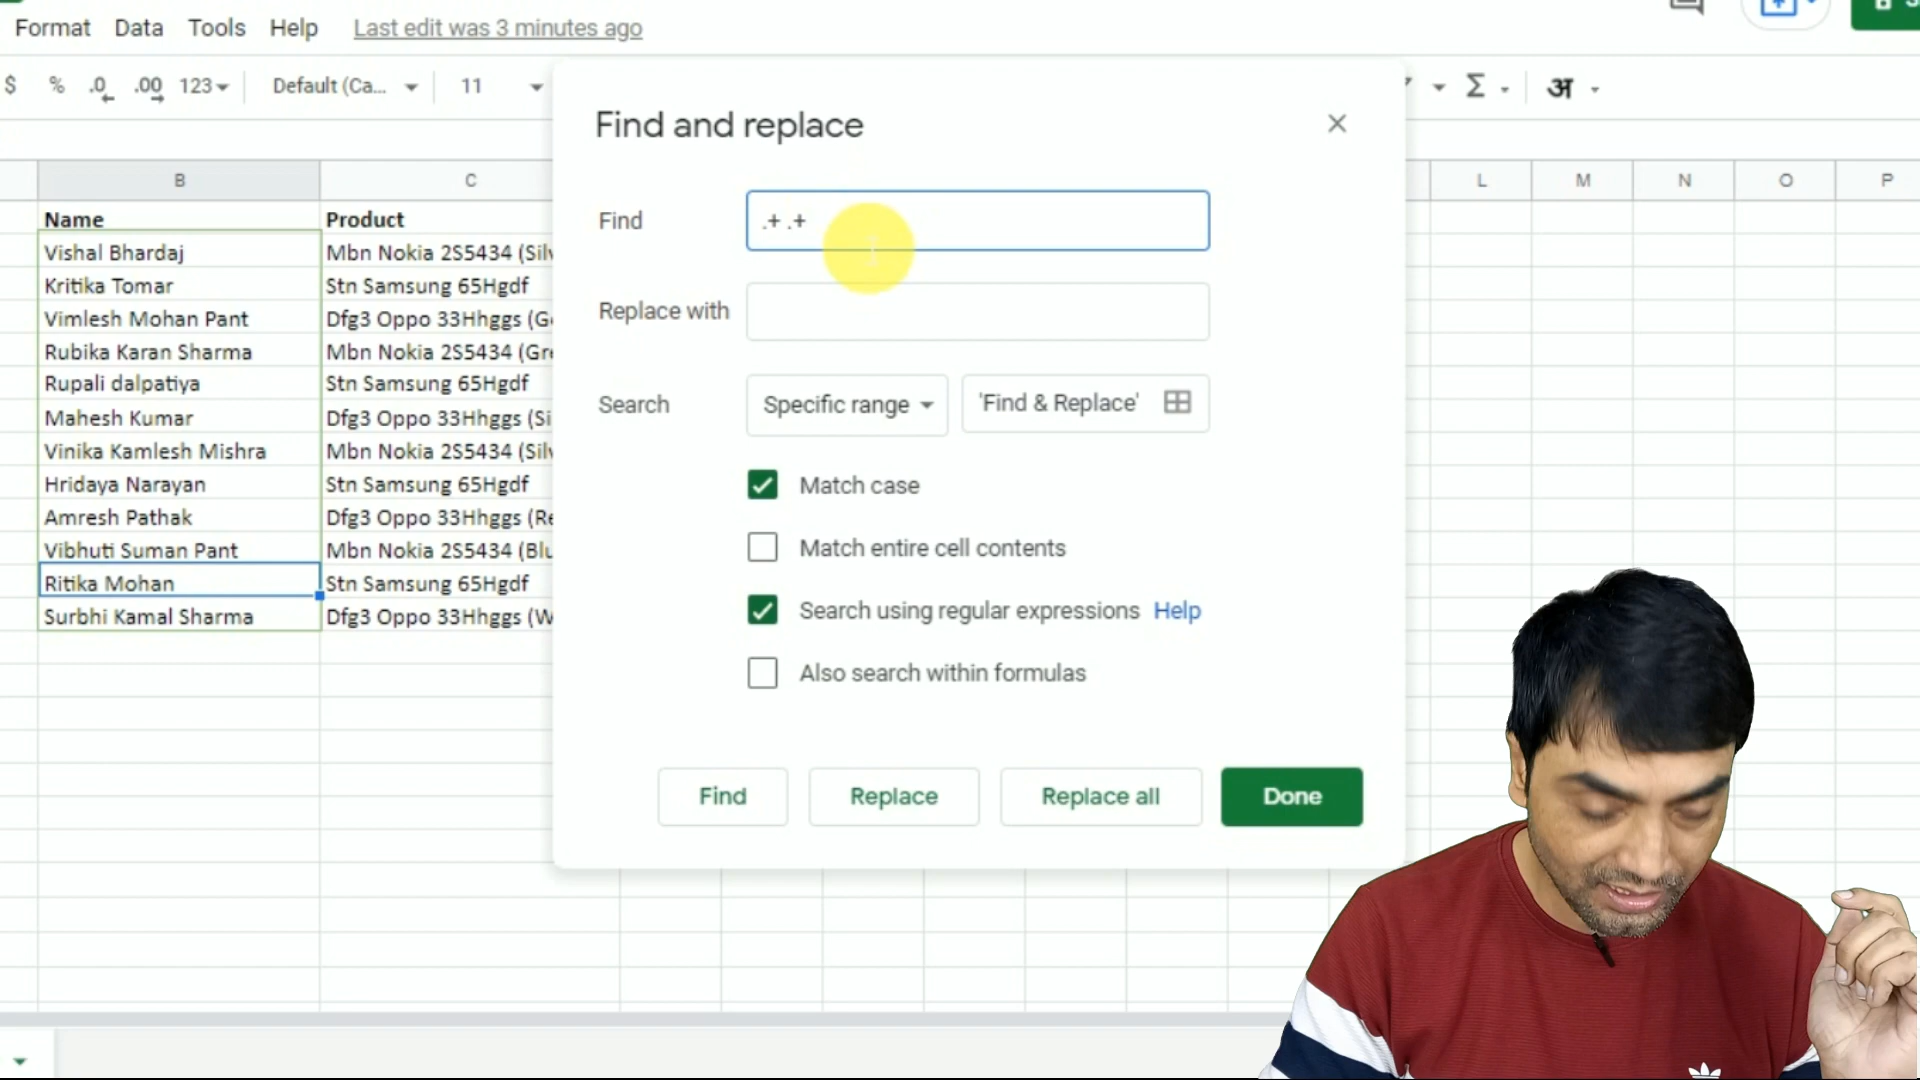 Format Data Tools Help Last edit was 3 minutes ago
$ % .0 .00 123 Default (Ca... 11 Σ अ
Find and replace
B C L M N O P
Name Product
Vishal Bhardaj Mbn Nokia 2S5434 (Silv
Kritika Tomar Stn Samsung 65Hgdf
Vimlesh Mohan Pant Dfg3 Oppo 33Hhggs (G
Rubika Karan Sharma Mbn Nokia 2S5434 (Gre
Rupali dalpatiya Stn Samsung 65Hgdf
Mahesh Kumar Dfg3 Oppo 33Hhggs (Si
Vinika Kamlesh Mishra Mbn Nokia 2S5434 (Silv
Hridaya Narayan Stn Samsung 65Hgdf
Amresh Pathak Dfg3 Oppo 33Hhggs (Re
Vibhuti Suman Pant Mbn Nokia 2S5434 (Blu
Ritika Mohan Stn Samsung 65Hgdf
Surbhi Kamal Sharma Dfg3 Oppo 33Hhggs (W
Find .+ .+
Replace with
Search Specific range 'Find & Replace'
Match case
Match entire cell contents
Search using regular expressions Help
Also search within formulas
Find Replace Replace all Done